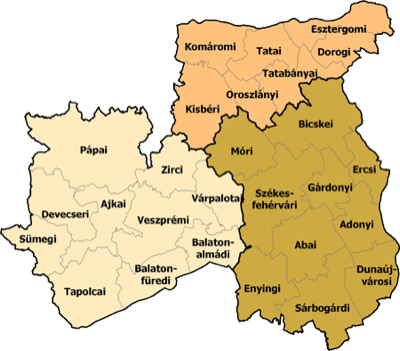 Esztergomi
Komáromi
Tatai
Dorogi
Tatabányai
Kisbéri
Oroszlányi
Bicskei
Pápai
Móri
Zirci
Ercsi
Székes-
fehérvári
Gárdonyi
Várpalotai
Ajkai
Devecseri
Veszprémi
Adonyi
Sümegi
Balaton-
almádi
Abai
Balaton-
füredi
Dunaúj-
városi
Tapolcai
Enyingi
Sárbogárdi